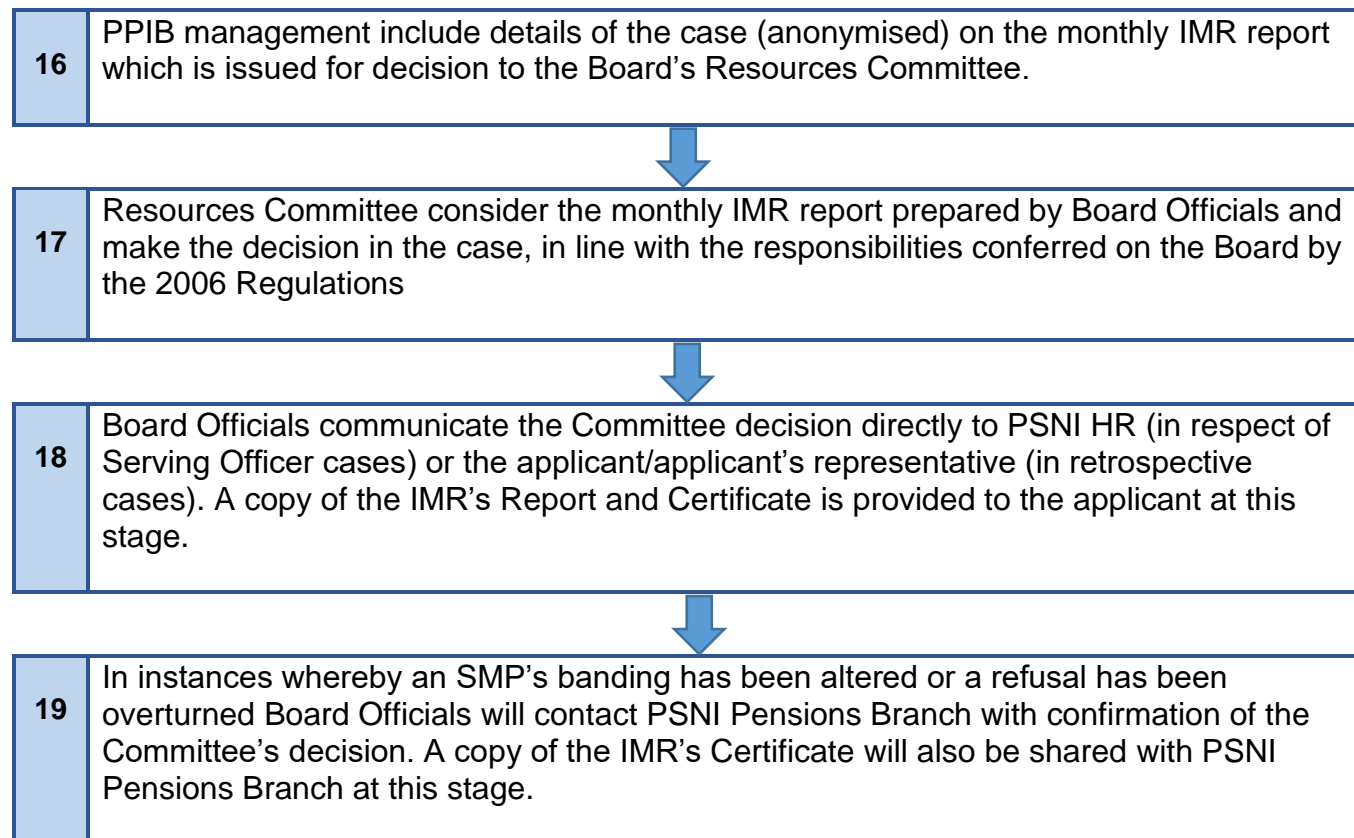 16
PPIB management include details of the case (anonymised) on the monthly IMR report
which is issued for decision to the Board's Resources Committee.
17
Resources Committee consider the monthly IMR report prepared by Board Officials and
make the decision in the case, in line with the responsibilities conferred on the Board by
the 2006 Regulations
18
Board Officials communicate the Committee decision directly to PSNI HR (in respect of
Serving Officer cases) or the applicant/applicant's representative (in retrospective
cases). A copy of the IMR's Report and Certificate is provided to the applicant at this
stage.
19
In instances whereby an SMP's banding has been altered or a refusal has been
overturned Board Officials will contact PSNI Pensions Branch with confirmation of the
Committee's decision. A copy of the IMR's Certificate will also be shared with PSNI
Pensions Branch at this stage.